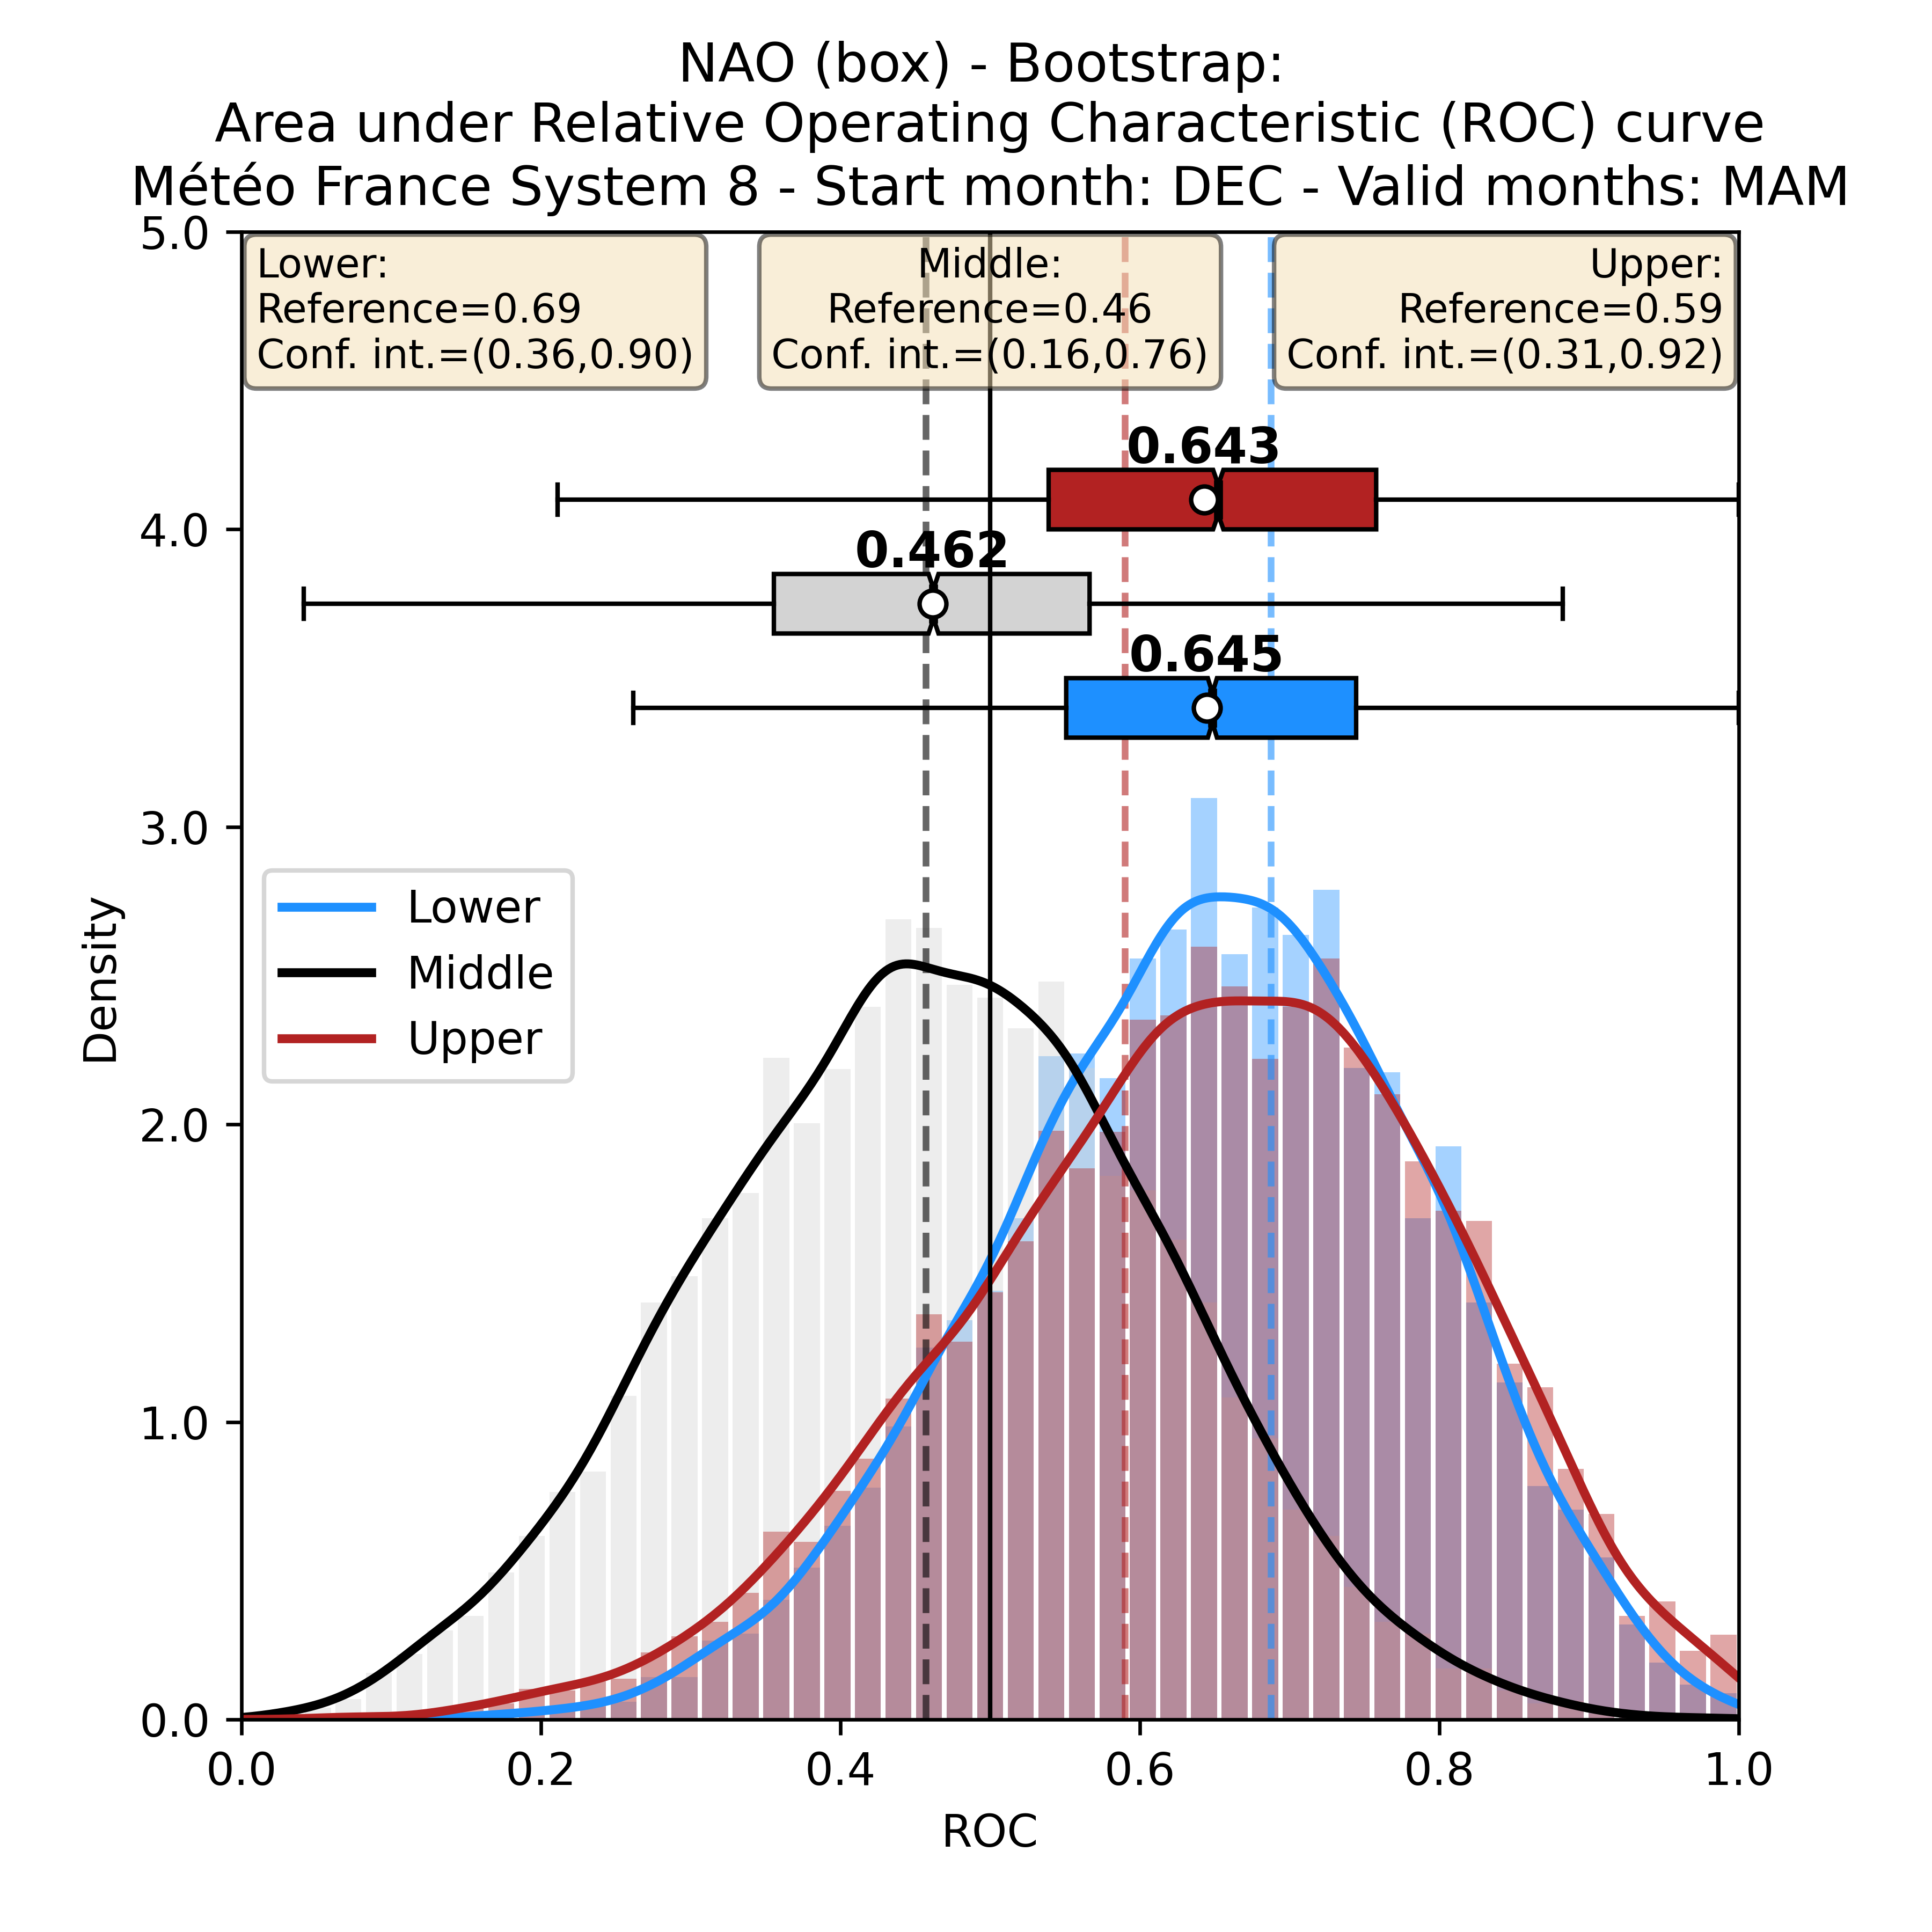 NAO (box) - Bootstrap:
Area under Relative Operating Characteristic (ROC) curve
Météo France System 8 - Start month: DEC - Valid months: MAM
Lower:
Reference=0.69
Conf. int.=(0.36,0.90)
Middle:
Reference=0.46
Conf. int.=(0.16,0.76)
Upper:
Reference=0.59
Conf. int.=(0.31,0.92)
0.643
0.462
0.645
Lower
Middle
Upper
Density
5.0
4.0
3.0
2.0
1.0
0.0
0.0 0.2 0.4 0.6 0.8 1.0
ROC